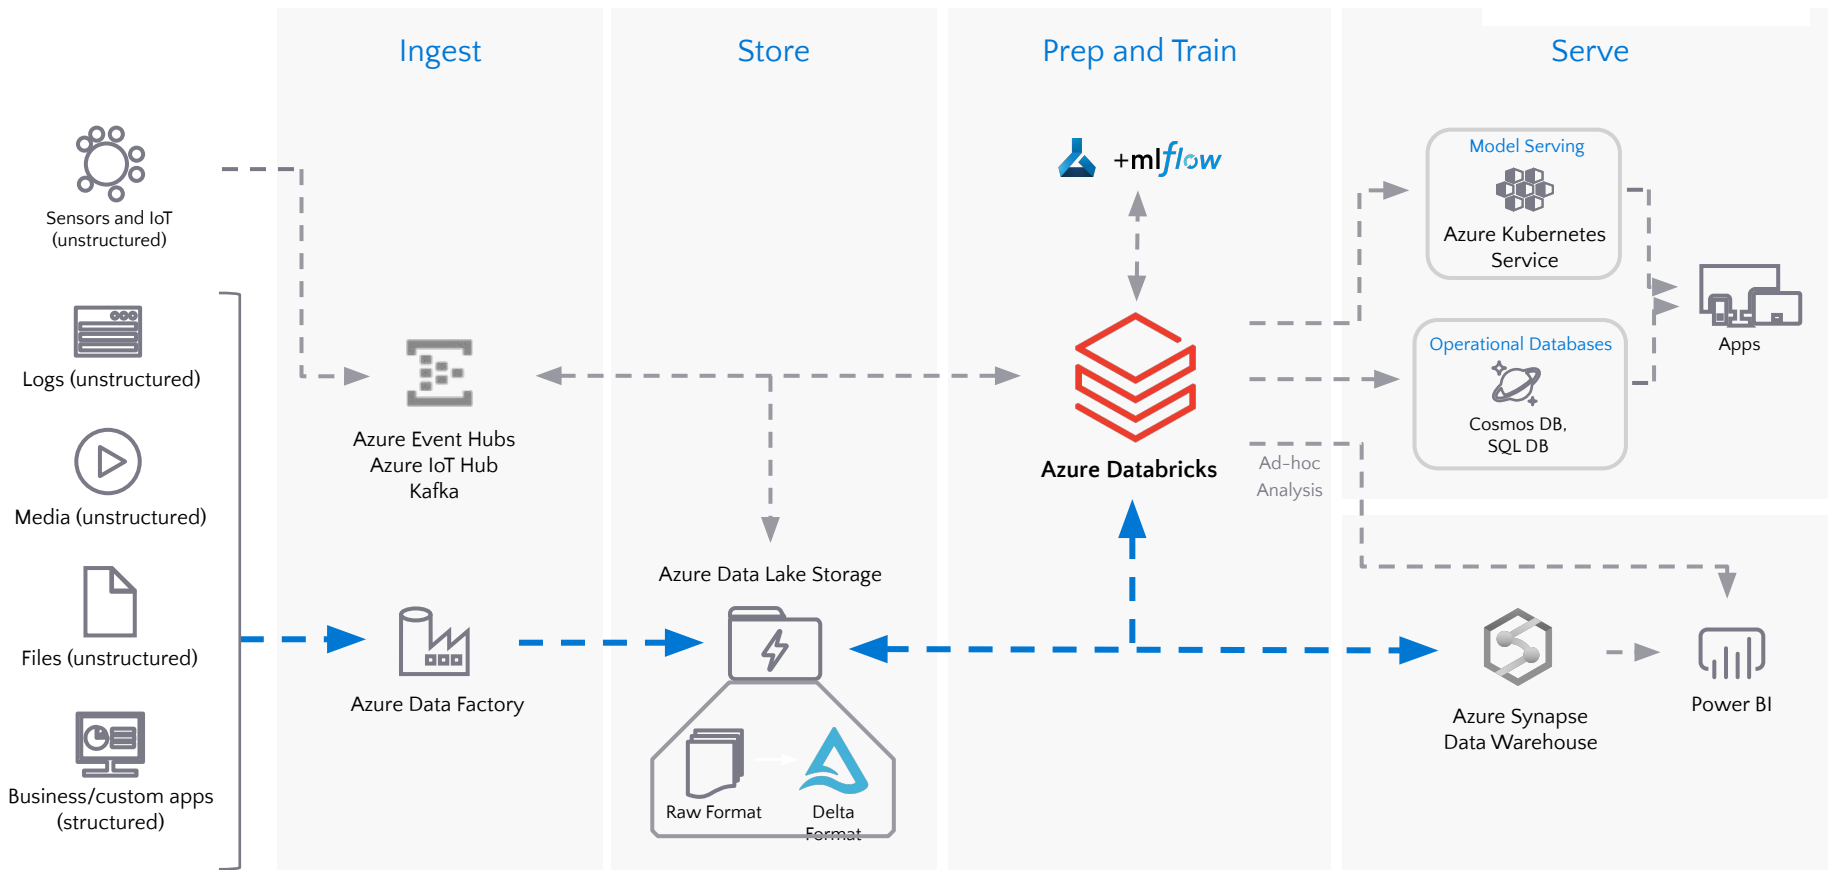 Ingest
Store
Prep and Train
Serve
Sensors and IoT
(unstructured)
Logs (unstructured)
Media (unstructured)
Files (unstructured)
Business/custom apps
(structured)
Azure Event Hubs
Azure IoT Hub
Kafka
Azure Data Factory
Azure Data Lake Storage
Raw Format
Delta
Format
+mlflow
Azure Databricks
Ad-hoc
Analysis
Model Serving
Azure Kubernetes
Service
Operational Databases
Cosmos DB,
SQL DB
Apps
Azure Synapse
Data Warehouse
Power BI